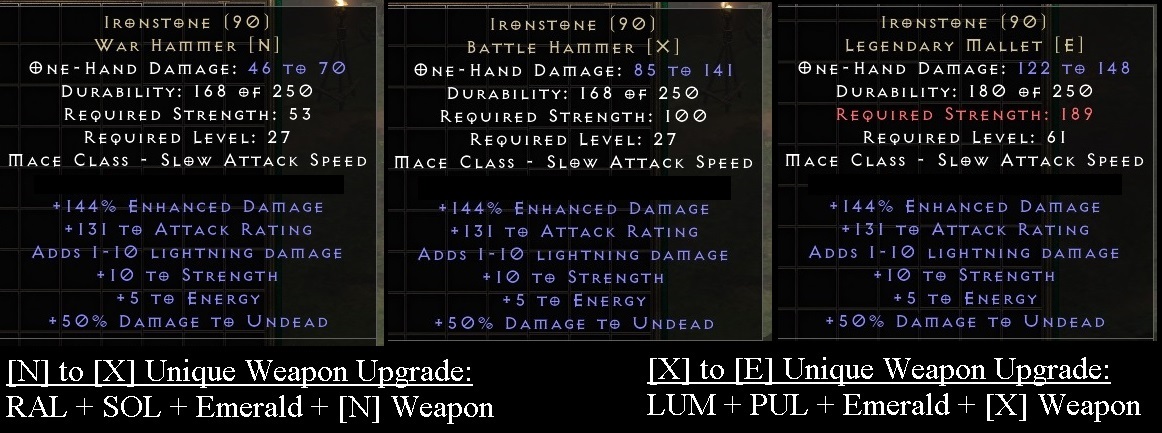 Ironstone (90)
War Hammer [N]
One-Hand Damage: 46 to 70
Durability: 168 of 250
Required Strength: 53
Required Level: 27
Mace Class - Slow Attack Speed
+144% Enhanced Damage
+131 to Attack Rating
Adds 1-10 lightning damage
+10 to Strength
+5 to Energy
+50% Damage to Undead
Ironstone (90)
Battle Hammer [X]
One-Hand Damage: 85 to 141
Durability: 168 of 250
Required Strength: 100
Required Level: 27
Mace Class - Slow Attack Speed
+144% Enhanced Damage
+131 to Attack Rating
Adds 1-10 lightning damage
+10 to Strength
+5 to Energy
+50% Damage to Undead
Ironstone (90)
Legendary Mallet [E]
One-Hand Damage: 122 to 148
Durability: 180 of 250
Required Strength: 189
Required Level: 61
Mace Class - Slow Attack Speed
+144% Enhanced Damage
+131 to Attack Rating
Adds 1-10 lightning damage
+10 to Strength
+5 to Energy
+50% Damage to Undead
[N] to [X] Unique Weapon Upgrade:
RAL + SOL + Emerald + [N] Weapon
[X] to [E] Unique Weapon Upgrade:
LUM + PUL + Emerald + [X] Weapon